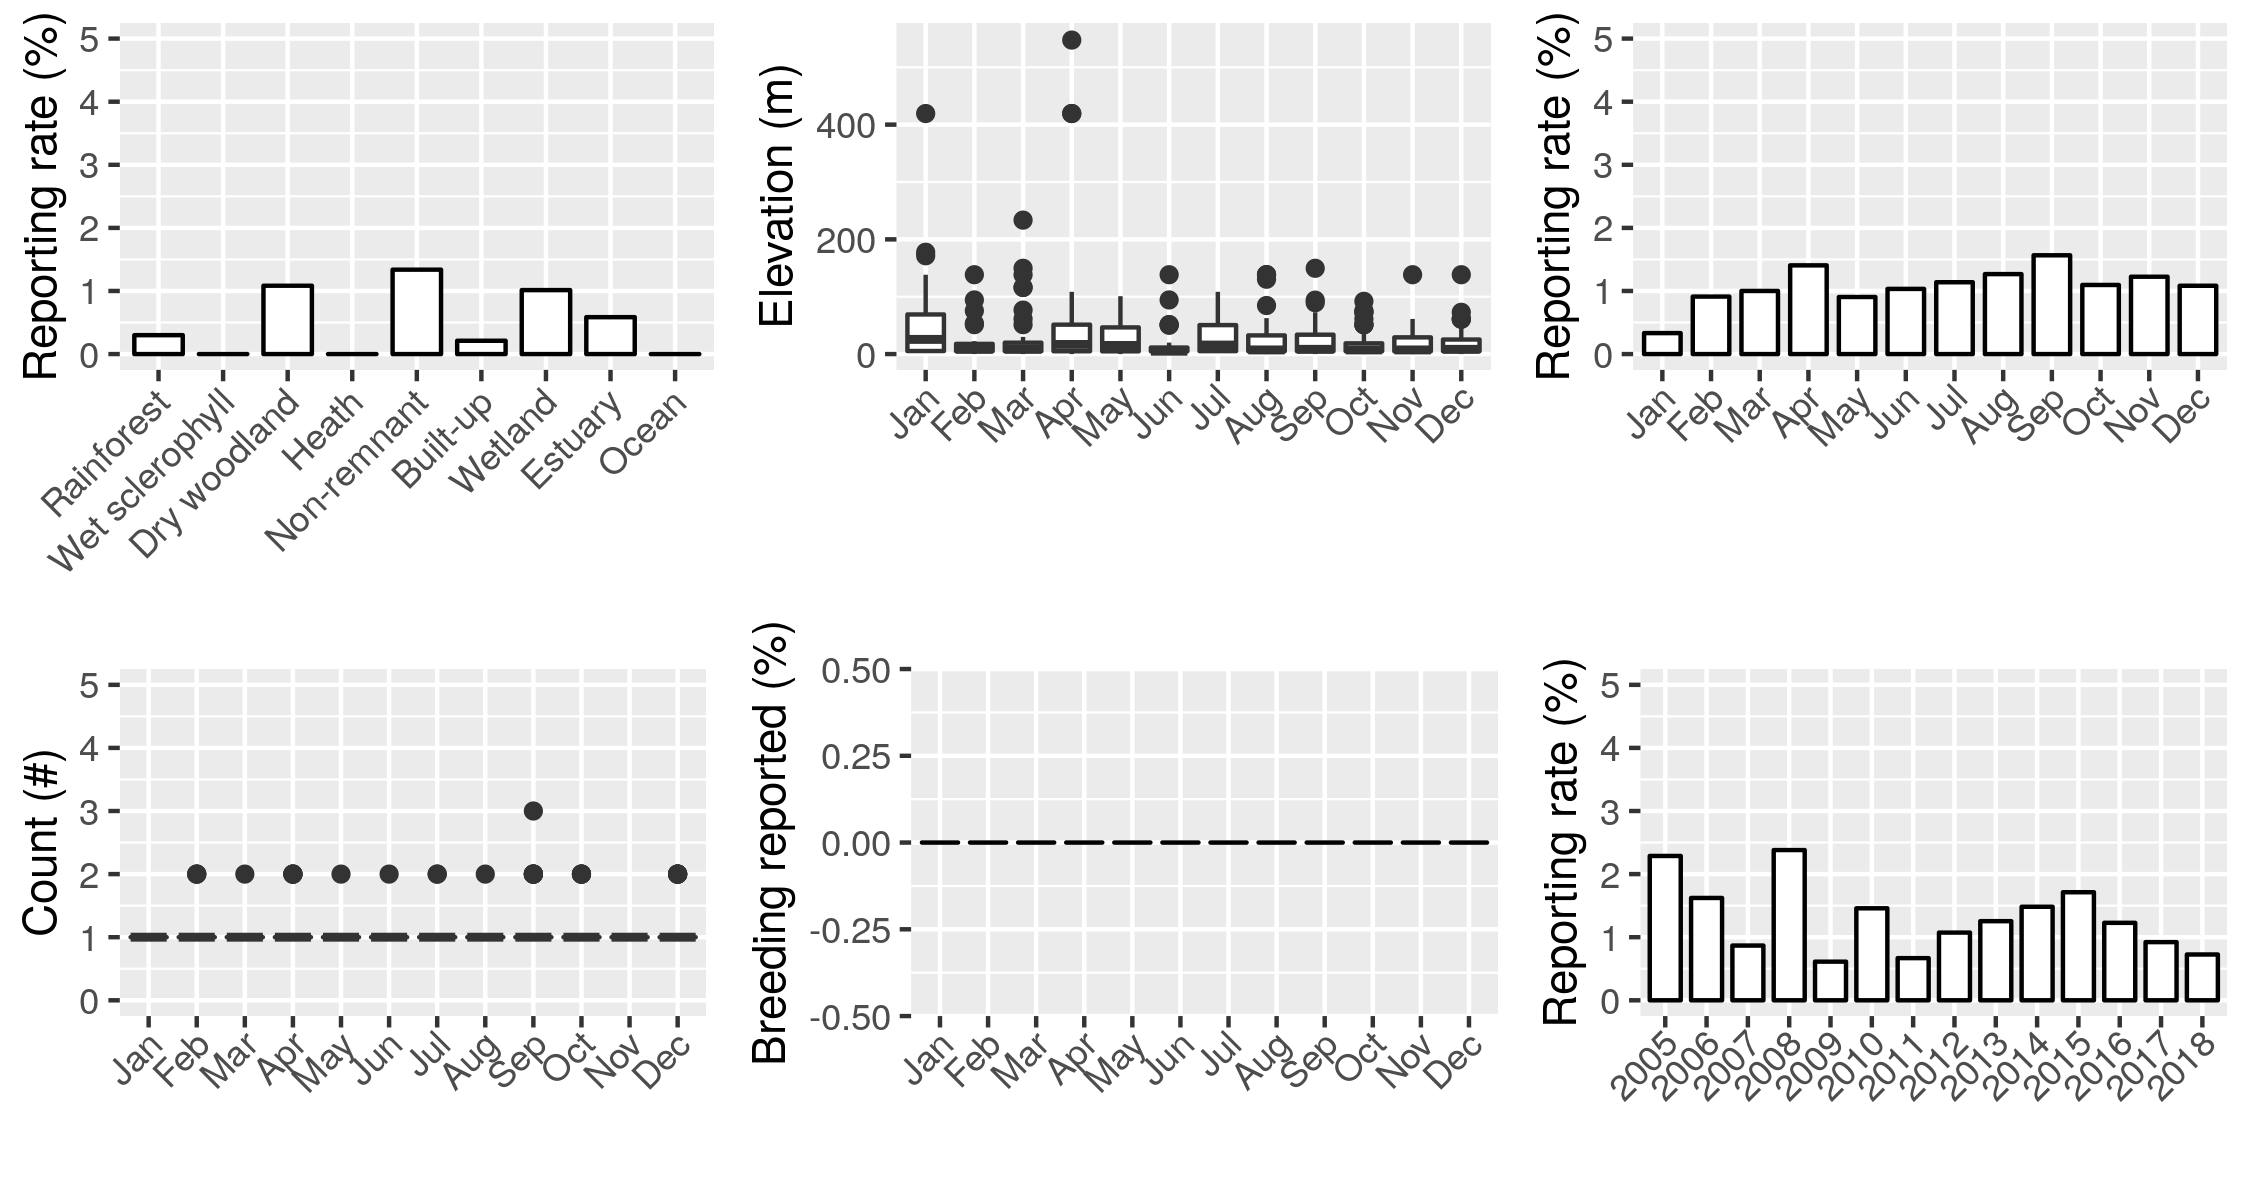 Reporting rate (%)
5
4
3
2
1
0
Rainforest
Wet sclerophyll
Dry woodland
Heath
Non-remnant
Built-up
Wetland
Estuary
Ocean
Elevation (m)
400
200
0
Jan
Feb
Mar
Apr
May
Jun
Jul
Aug
Sep
Oct
Nov
Dec
Reporting rate (%)
5
4
3
2
1
0
Jan
Feb
Mar
Apr
May
Jun
Jul
Aug
Sep
Oct
Nov
Dec
Count (#)
5
4
3
2
1
0
Jan
Feb
Mar
Apr
May
Jun
Jul
Aug
Sep
Oct
Nov
Dec
Breeding reported (%)
0.50
0.25
0.00
-0.25
-0.50
Jan
Feb
Mar
Apr
May
Jun
Jul
Aug
Sep
Oct
Nov
Dec
Reporting rate (%)
5
4
3
2
1
0
2005
2006
2007
2008
2009
2010
2011
2012
2013
2014
2015
2016
2017
2018